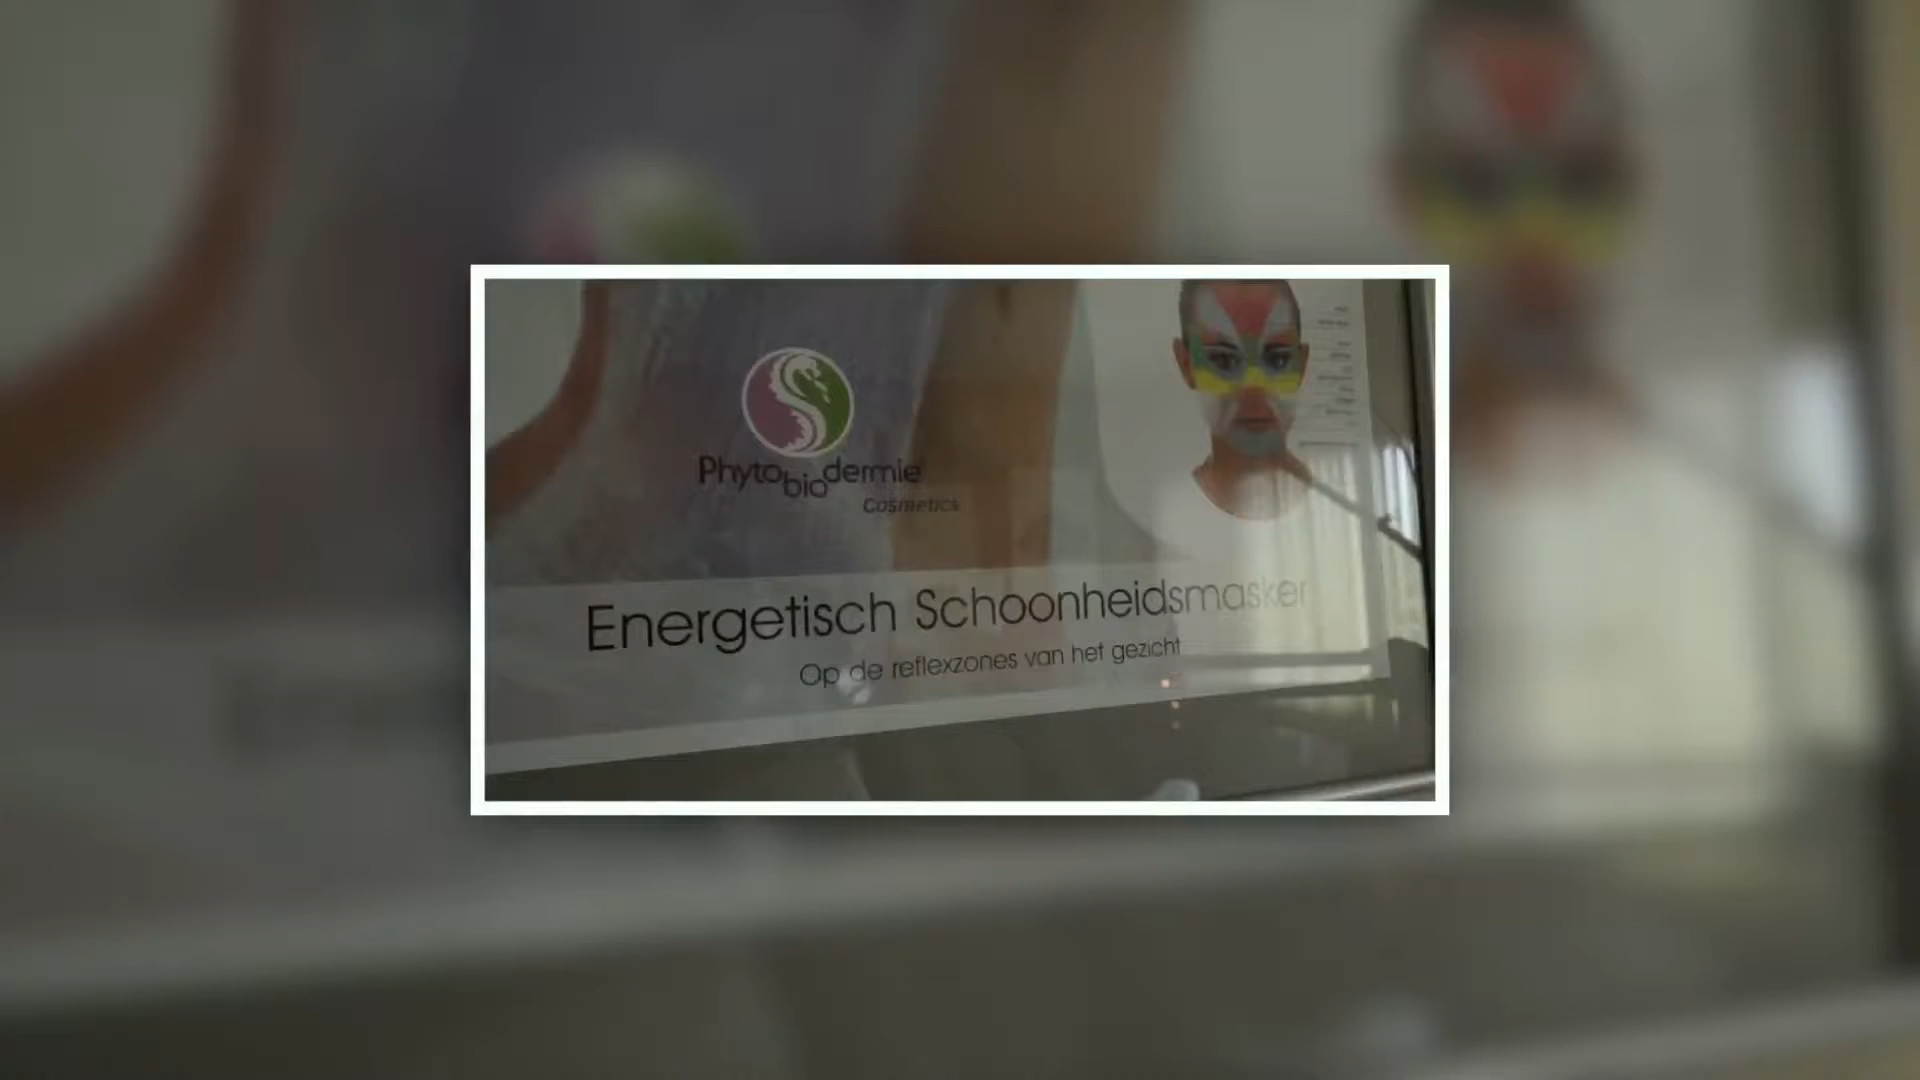 Phytobiodermie
Cosmetics
Energetisch Schoonheidsmasker
Op de reflexzones van het gezicht